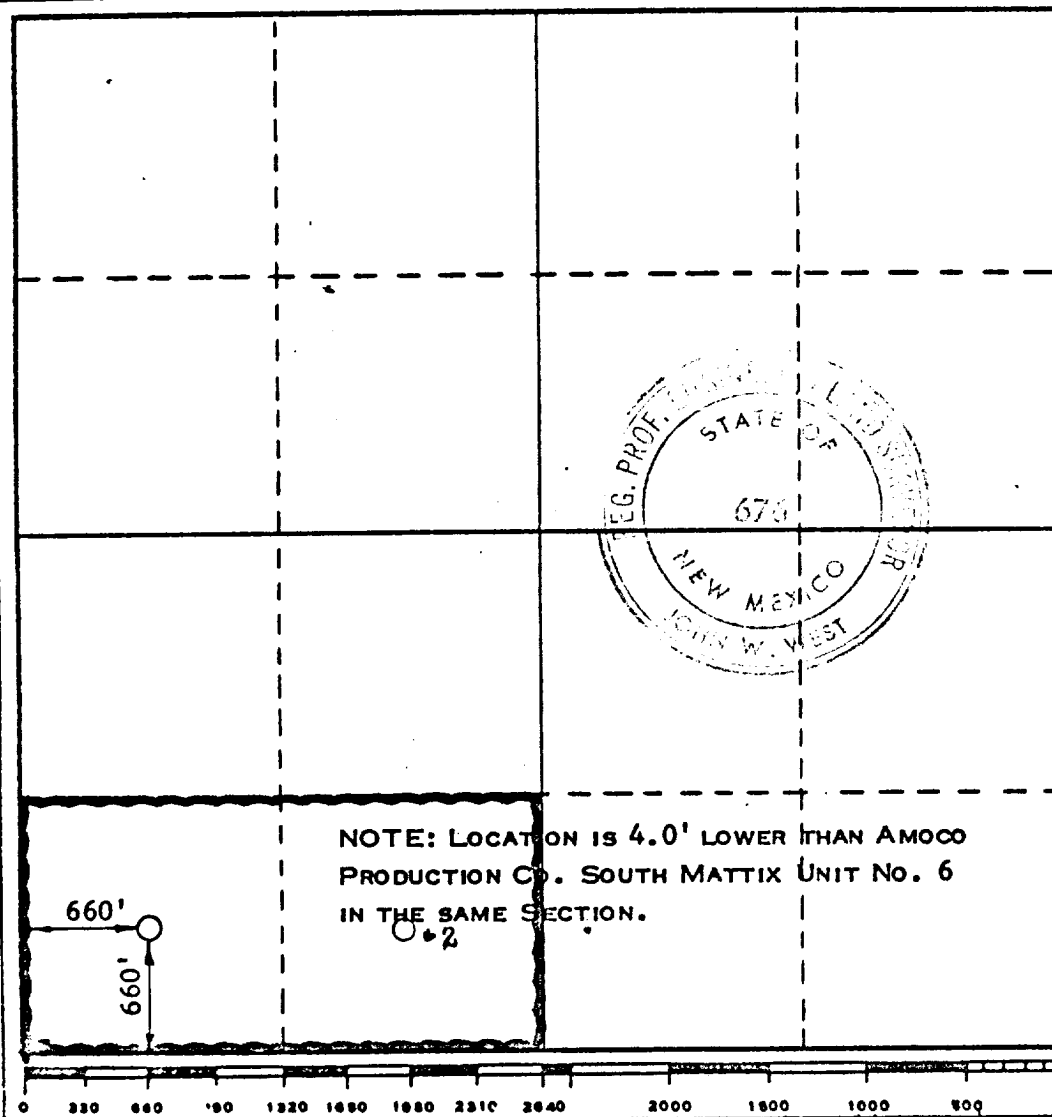 STATE OF
676
NEW MEXICO
JOHN W. WEST
NOTE: LOCATION IS 4.0' LOWER THAN AMOCO
PRODUCTION CO. SOUTH MATTIX UNIT NO. 6
IN THE SAME SECTION.
660'
2
660'
0 330 660 '90 1320 1650 1980 2310 2640 2000 1500 1000 500